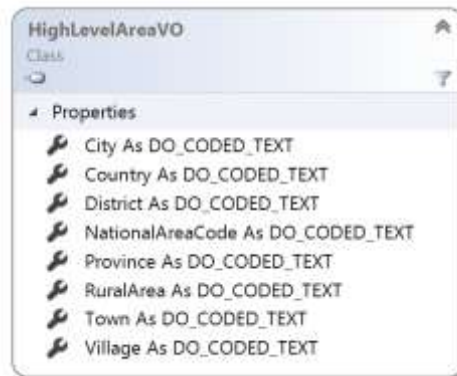 HighLevelAreaVO
Class
Properties
City As DO_CODED_TEXT
Country As DO_CODED_TEXT
District As DO_CODED_TEXT
NationalAreaCode As DO_CODED_TEXT
Province As DO_CODED_TEXT
RuralArea As DO_CODED_TEXT
Town As DO_CODED_TEXT
Village As DO_CODED_TEXT